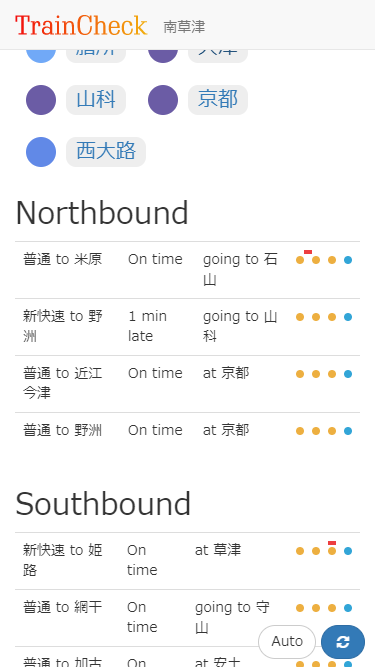 TrainCheck 南草津
膳所 大津
山科 京都
西大路
Northbound
普通 to 米原 On time going to 石
山
新快速 to 野 1 min going to 山
洲 late 科
普通 to 近江 On time at 京都
今津
普通 to 野洲 On time at 京都
Southbound
新快速 to 姫 On at 草津
路 time
普通 to 網干 On going to 守
time 山
Auto
普通 to 加古 On at 安土